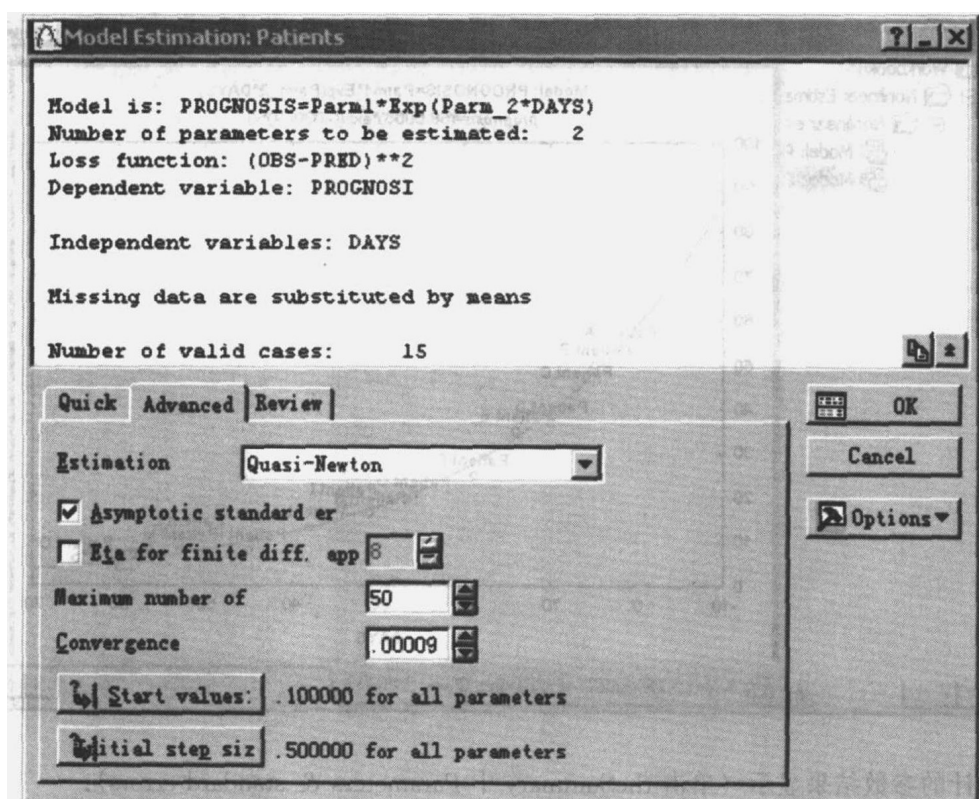 Model Estimation: Patients
Model is: PROGNOSIS=Parm1*Exp(Parm_2*DAYS)
Number of parameters to be estimated: 2
Loss function: (OBS-PRED)**2
Dependent variable: PROGNOSI
Independent variables: DAYS
Missing data are substituted by means
Number of valid cases: 15
Quick Advanced Review
OK
Estimation Quasi-Newton
Cancel
Asymptotic standard er
Options
Eta for finite diff. app 8
Maximum number of 50
Convergence .00009
Start values: .100000 for all parameters
itial step siz .500000 for all parameters